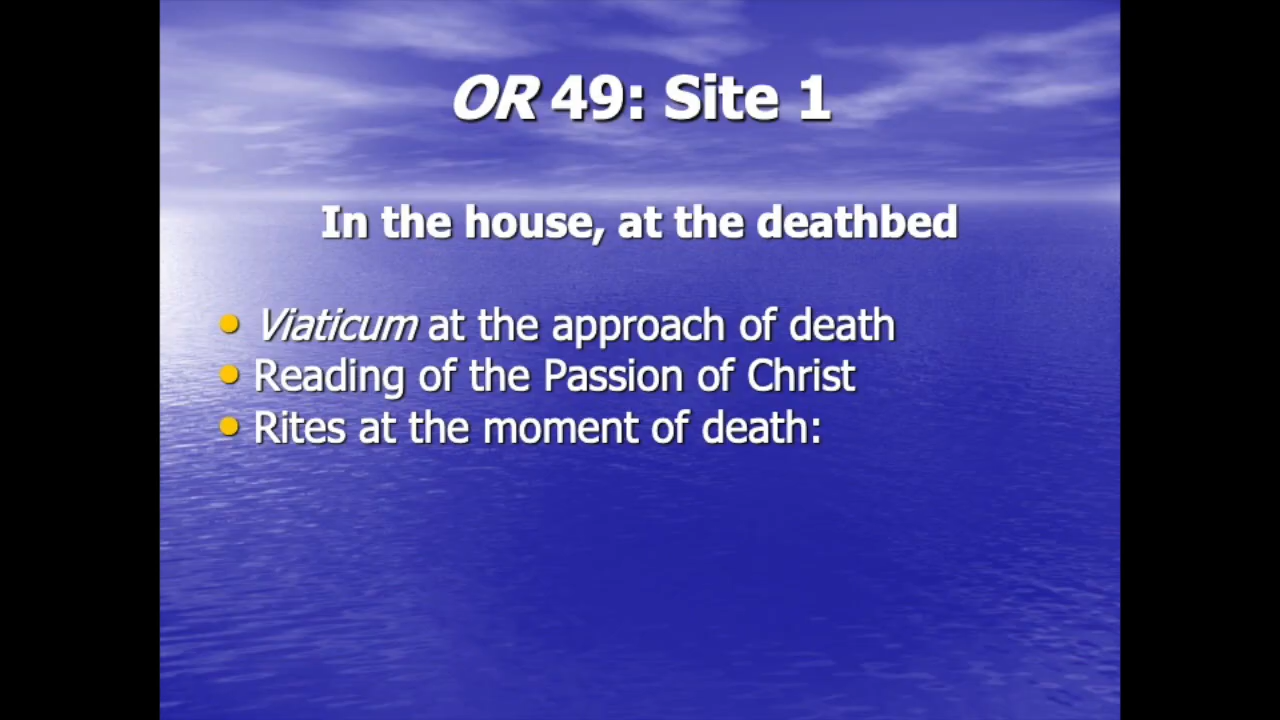 OR 49: Site 1
In the house, at the deathbed
• Viaticum at the approach of death
• Reading of the Passion of Christ
• Rites at the moment of death: